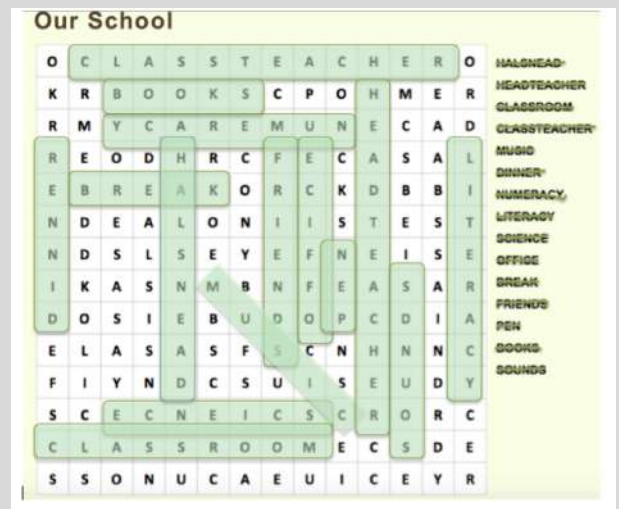 Our School
O C L A S S T E A C H E R O
K R B O O K S C P O H M E R
R M Y C A R E M U N E C A D
R E O D H R C F E C A S A L
E B R E A K O R C K D B B I
N D E A L O N I I S T E S T
N D S L S E Y E F N E I S E
I K A S N M B N F E A S A R
D O S I E B U D O P C D I A
E L A S A S F S C N H N N C
F I Y N D C S U I S E U D Y
S C E C N E I C S C R O R C
C L A S S R O O M E C S D E
S S O N U C A E U I C E Y R
HALSNEAD
HEADTEACHER
CLASSROOM
CLASSTEACHER
MUSIC
DINNER
NUMERACY
LITERACY
SCIENCE
OFFICE
BREAK
FRIENDS
PEN
BOOKS
SOUNDS